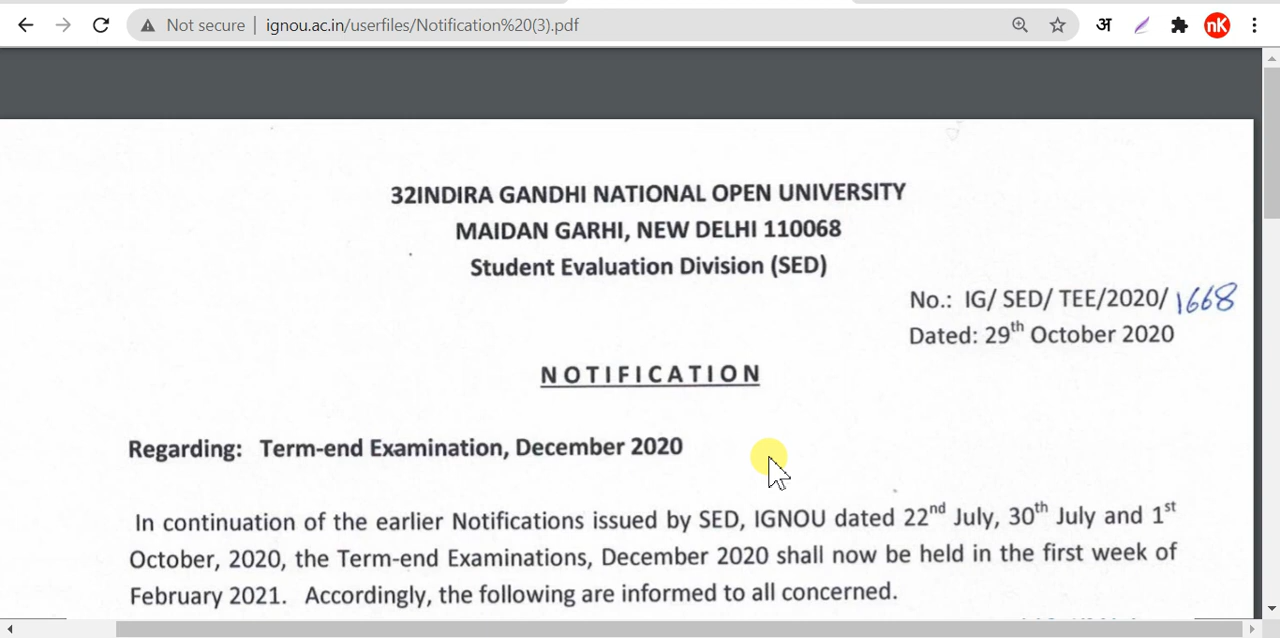 Not secure | ignou.ac.in/userfiles/Notification%20(3).pdf अ nK
32INDIRA GANDHI NATIONAL OPEN UNIVERSITY
MAIDAN GARHI, NEW DELHI 110068
Student Evaluation Division (SED)
No.: IG/ SED/ TEE/2020/ 1668
Dated: 29th October 2020
NOTIFICATION
Regarding: Term-end Examination, December 2020
In continuation of the earlier Notifications issued by SED, IGNOU dated 22nd July, 30th July and 1st
October, 2020, the Term-end Examinations, December 2020 shall now be held in the first week of
February 2021. Accordingly, the following are informed to all concerned.